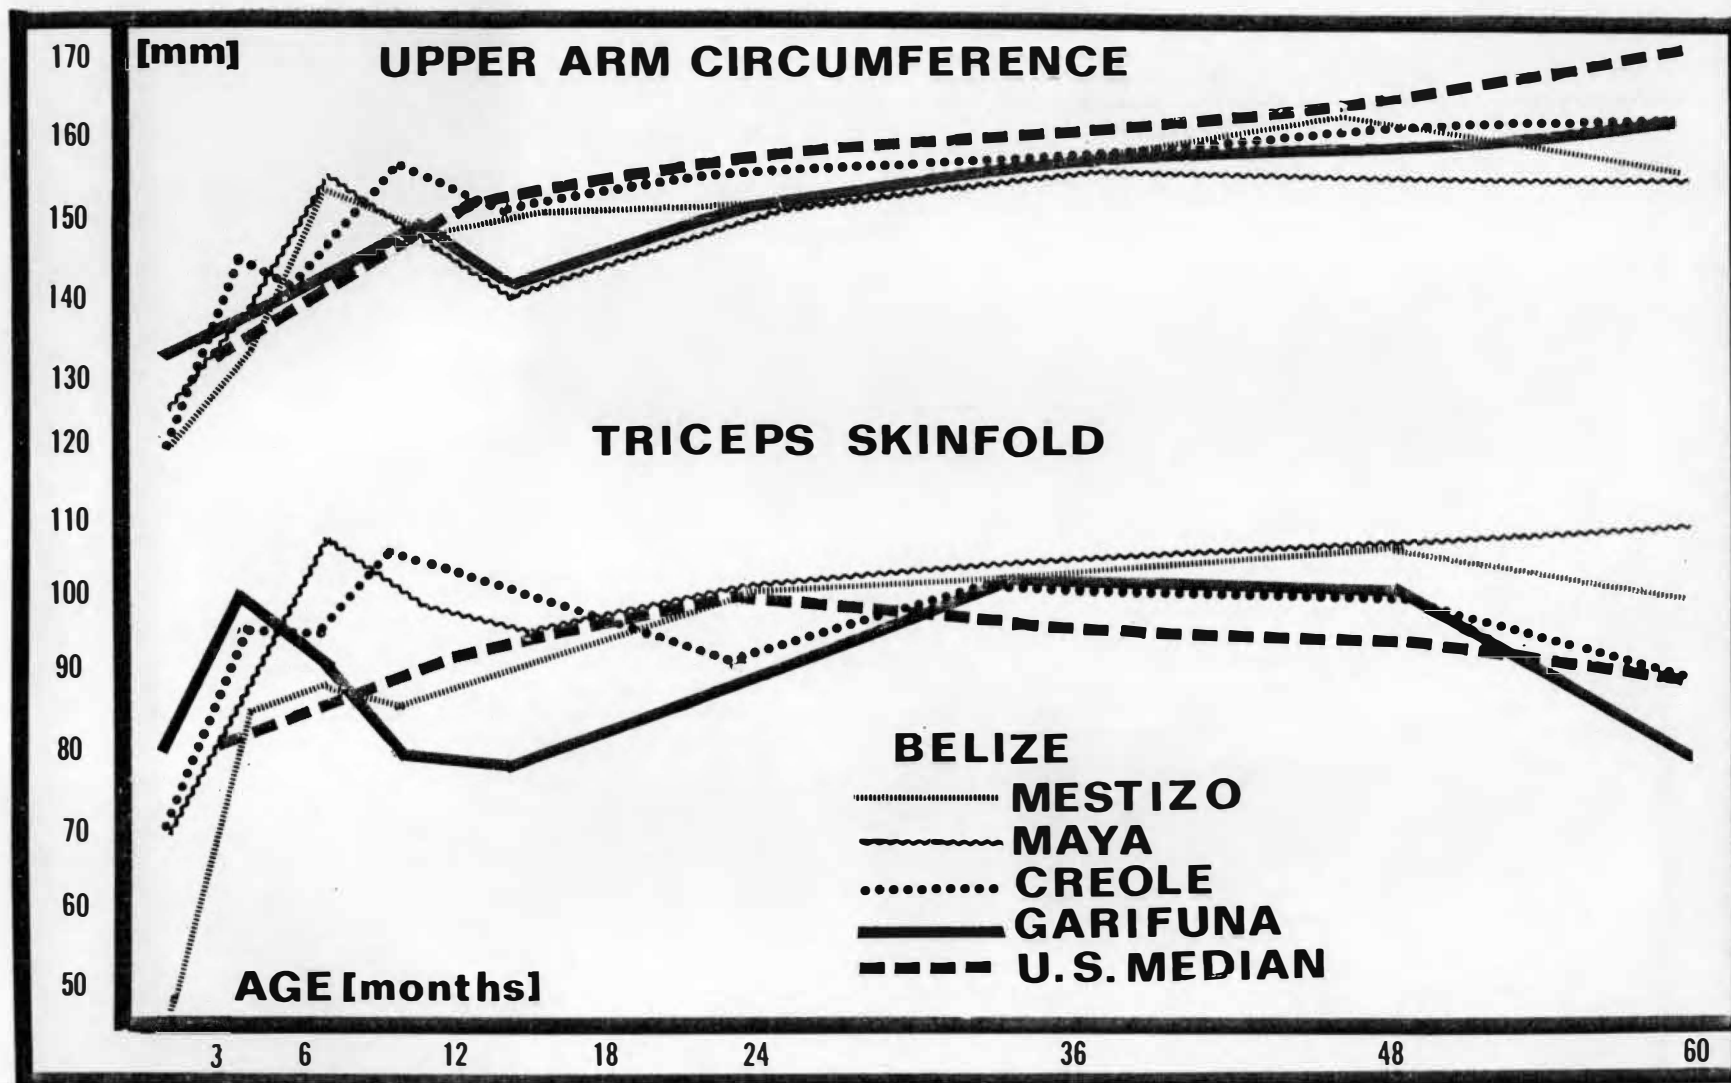 [mm] UPPER ARM CIRCUMFERENCE
170
160
150
140
130
120
TRICEPS SKINFOLD
110
100
90
80
70
60
50
BELIZE
MESTIZO
MAYA
CREOLE
GARIFUNA
U.S. MEDIAN
AGE [months]
3 6 12 18 24 36 48 60